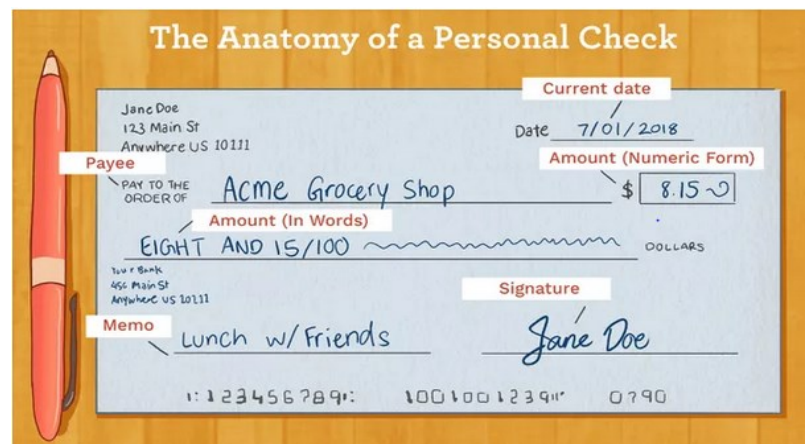 The Anatomy of a Personal Check
Current date
Jane Doe
123 Main St
Anywhere US 10111
Date 7/01/2018
Payee
Amount (Numeric Form)
PAY TO THE
ORDER OF Acme Grocery Shop $ 8.15
Amount (In Words)
EIGHT AND 15/100 DOLLARS
Your Bank
456 Main St
Anywhere US 10111
Signature
Memo
Lunch w/ Friends Jane Doe
⑆123456789⑆ 1001001239⑈ 0790